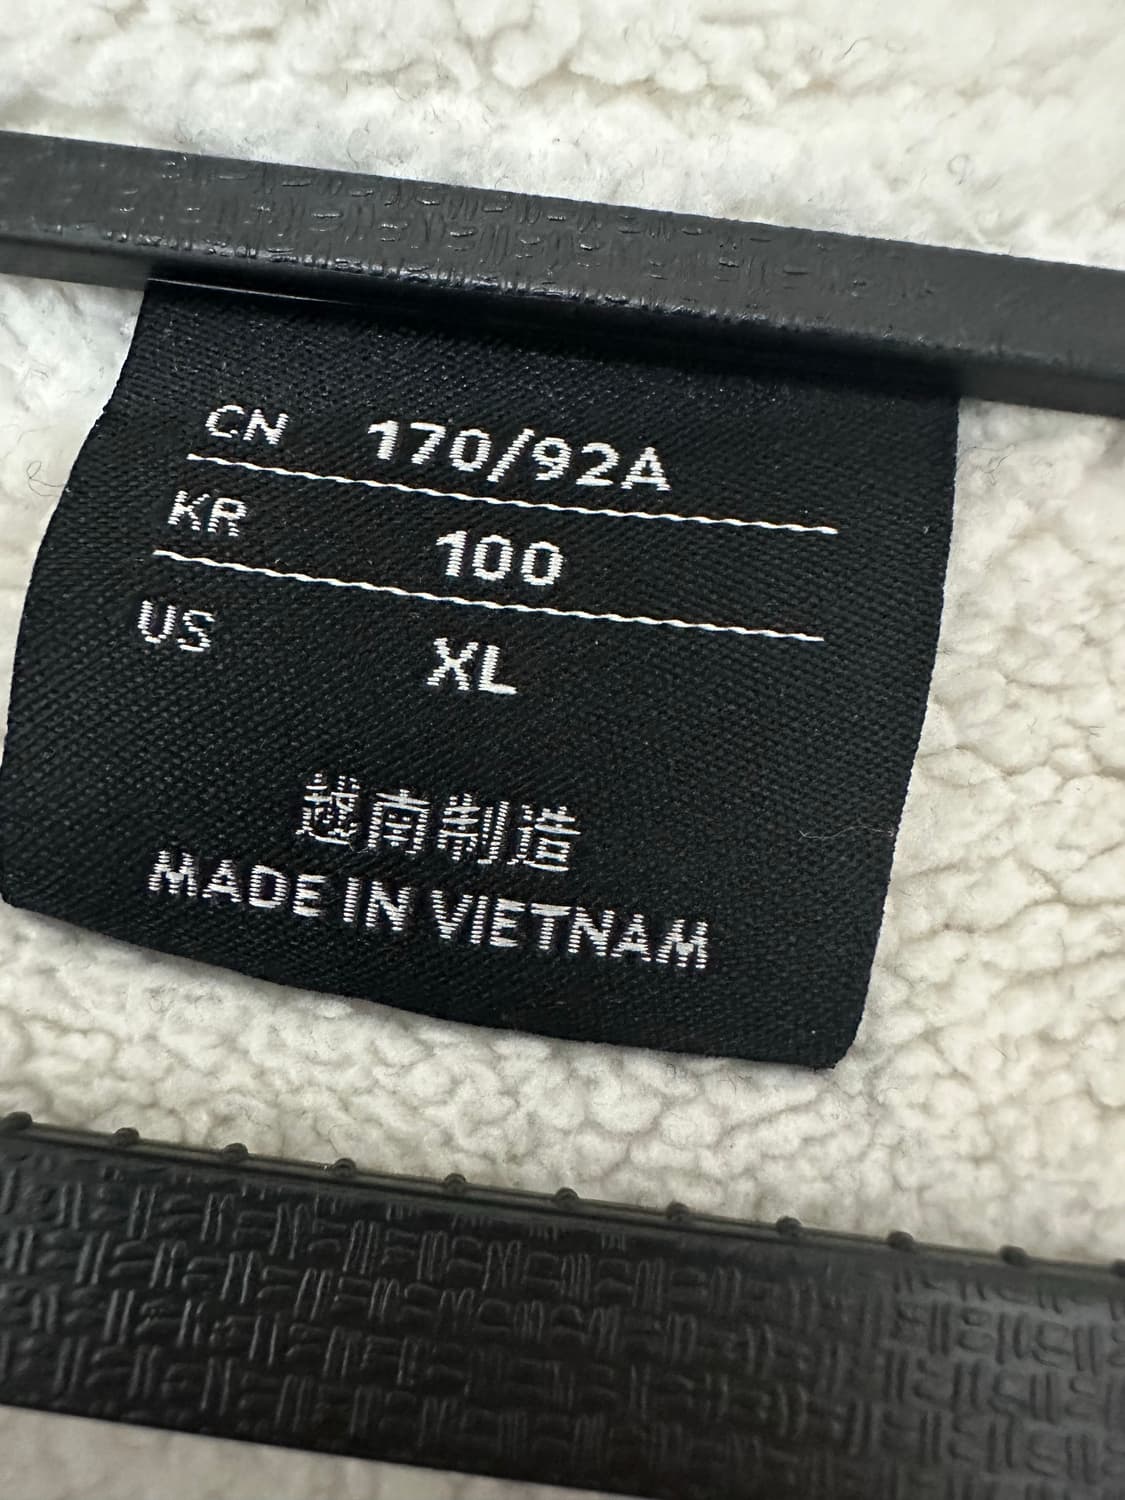 CN 170/92A
KR 100
US XL
越南制造
MADE IN VIETNAM